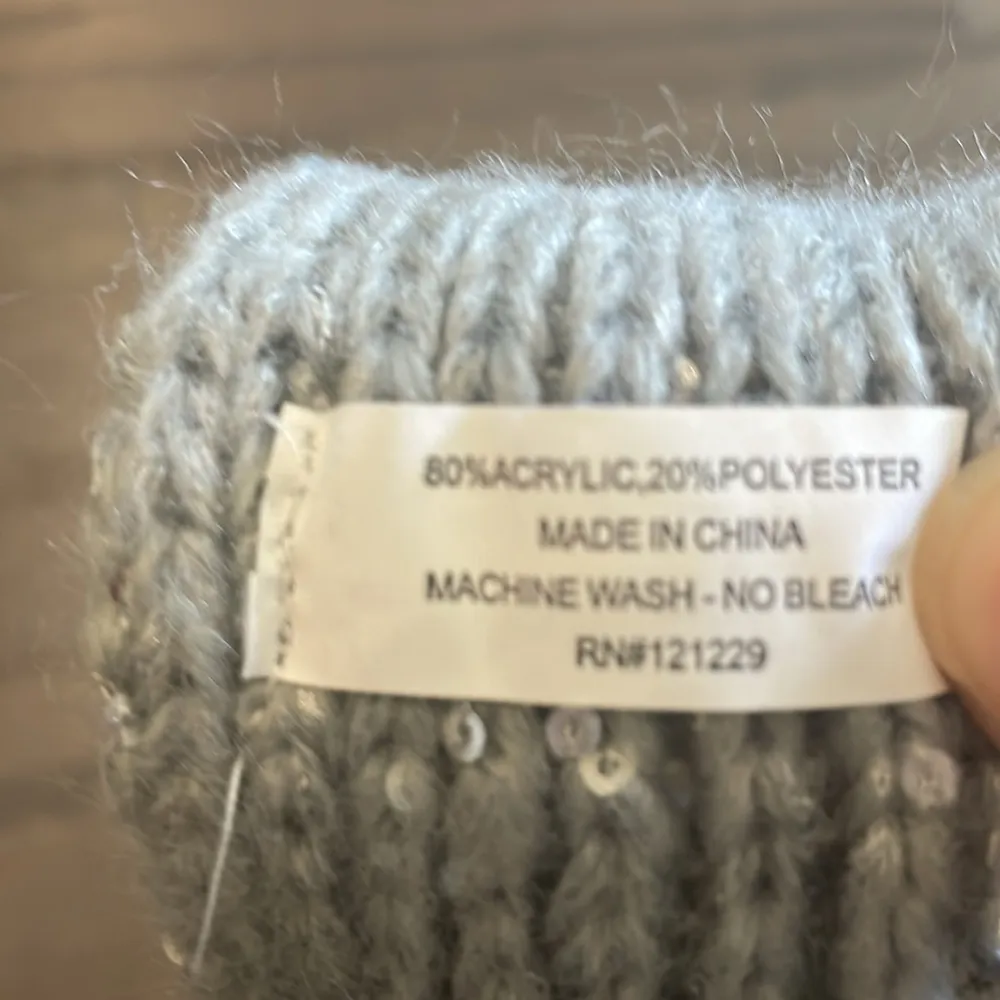 80%ACRYLIC,20%POLYESTER
MADE IN CHINA
MACHINE WASH - NO BLEACH
RN#121229